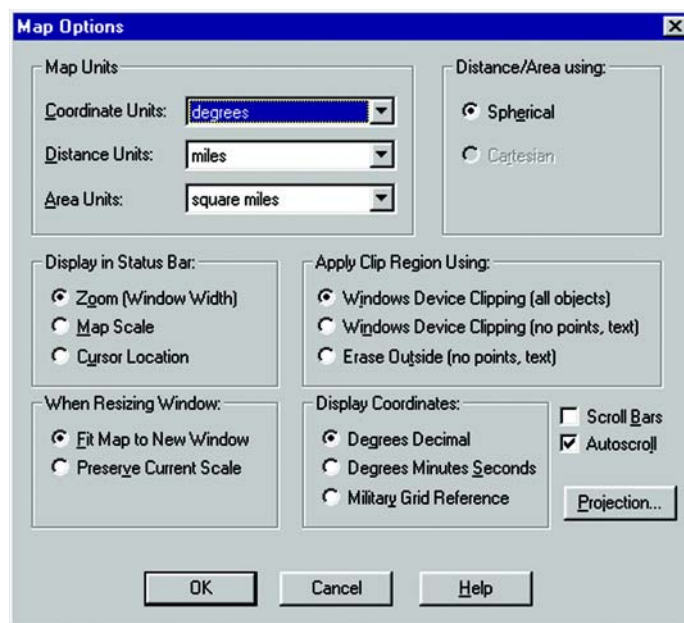 Map Options
Map Units
Coordinate Units: degrees
Distance Units: miles
Area Units: square miles
Distance/Area using:
Spherical
Cartesian
Display in Status Bar:
Zoom (Window Width)
Map Scale
Cursor Location
Apply Clip Region Using:
Windows Device Clipping (all objects)
Windows Device Clipping (no points, text)
Erase Outside (no points, text)
When Resizing Window:
Fit Map to New Window
Preserve Current Scale
Display Coordinates:
Degrees Decimal
Degrees Minutes Seconds
Military Grid Reference
Scroll Bars
Autoscroll
Projection...
OK
Cancel
Help